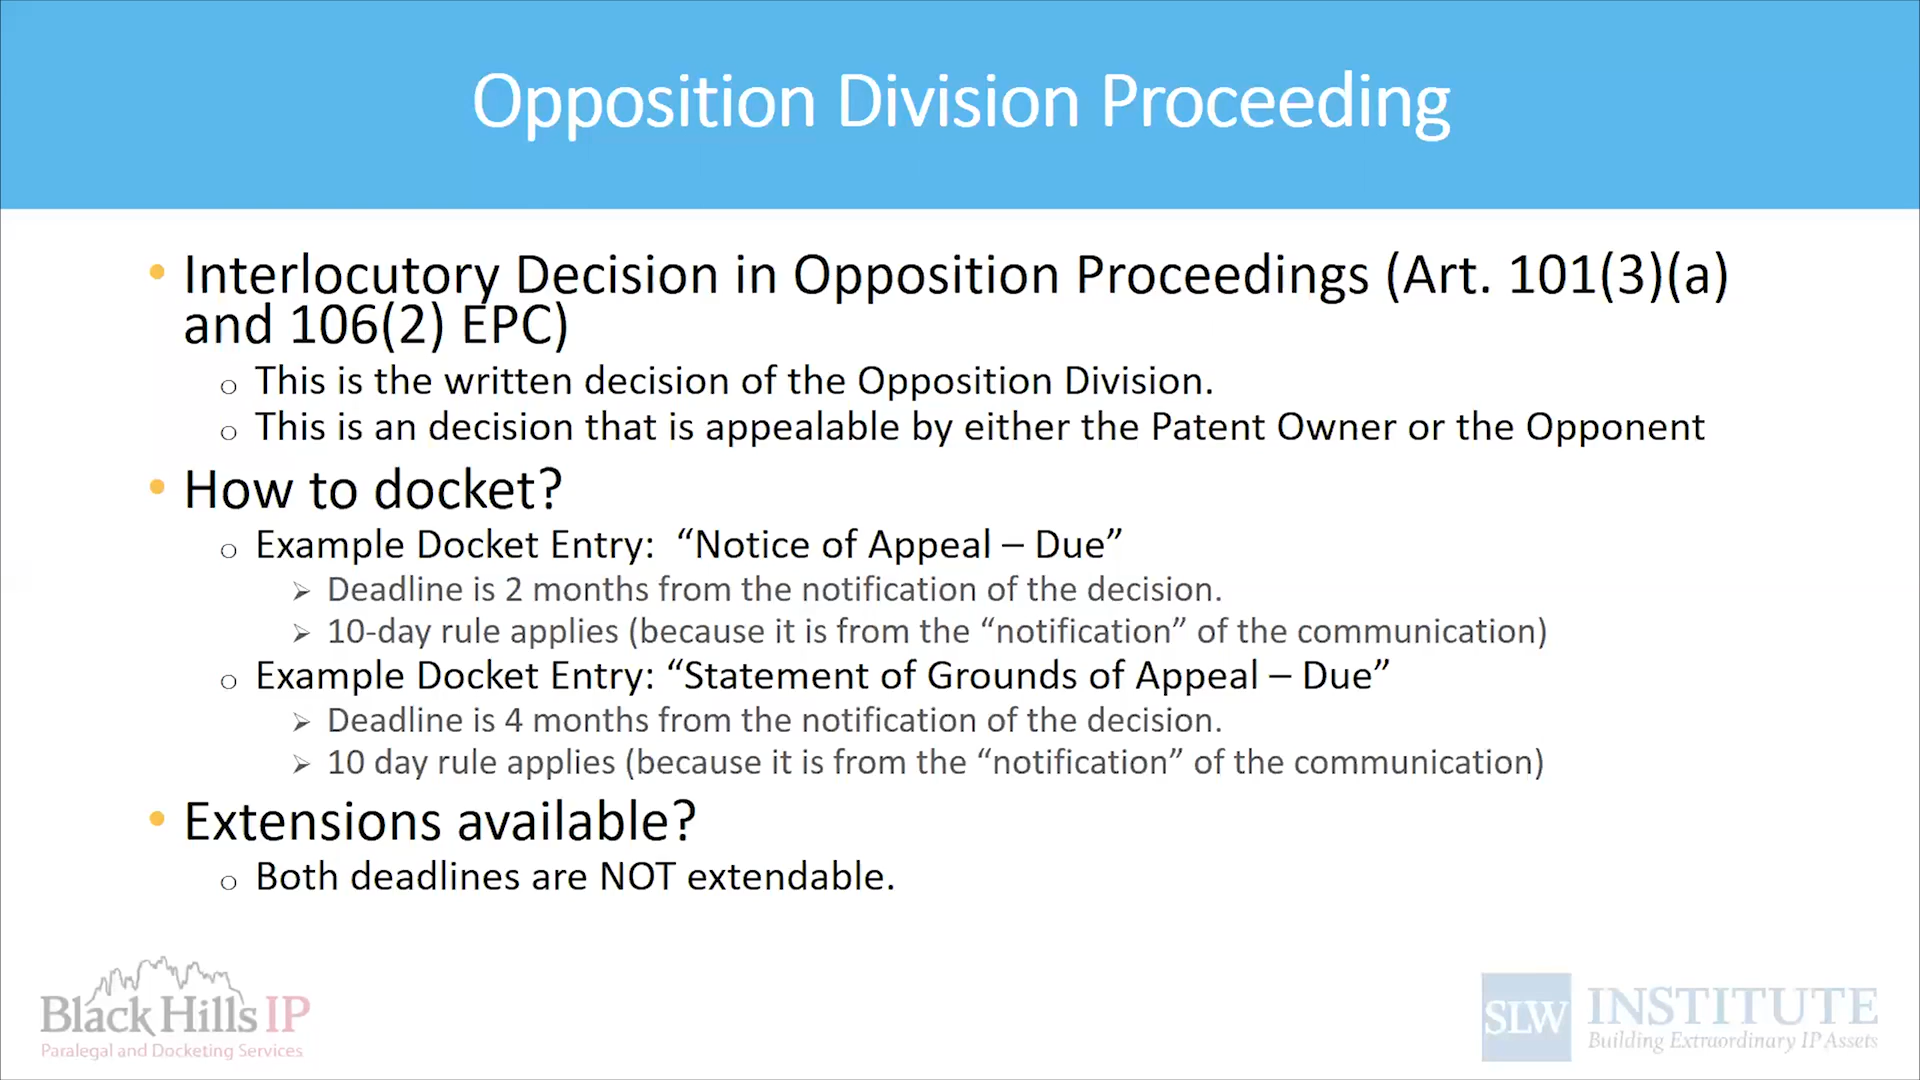 Opposition Division Proceeding
• Interlocutory Decision in Opposition Proceedings (Art. 101(3)(a)
and 106(2) EPC)
○ This is the written decision of the Opposition Division.
○ This is an decision that is appealable by either the Patent Owner or the Opponent
• How to docket?
○ Example Docket Entry:  “Notice of Appeal – Due”
➢ Deadline is 2 months from the notification of the decision.
➢ 10-day rule applies (because it is from the “notification” of the communication)
○ Example Docket Entry: “Statement of Grounds of Appeal – Due”
➢ Deadline is 4 months from the notification of the decision.
➢ 10 day rule applies (because it is from the “notification” of the communication)
• Extensions available?
○ Both deadlines are NOT extendable.
Black Hills IP
Paralegal and Docketing Services
SLW INSTITUTE
Building Extraordinary IP Assets